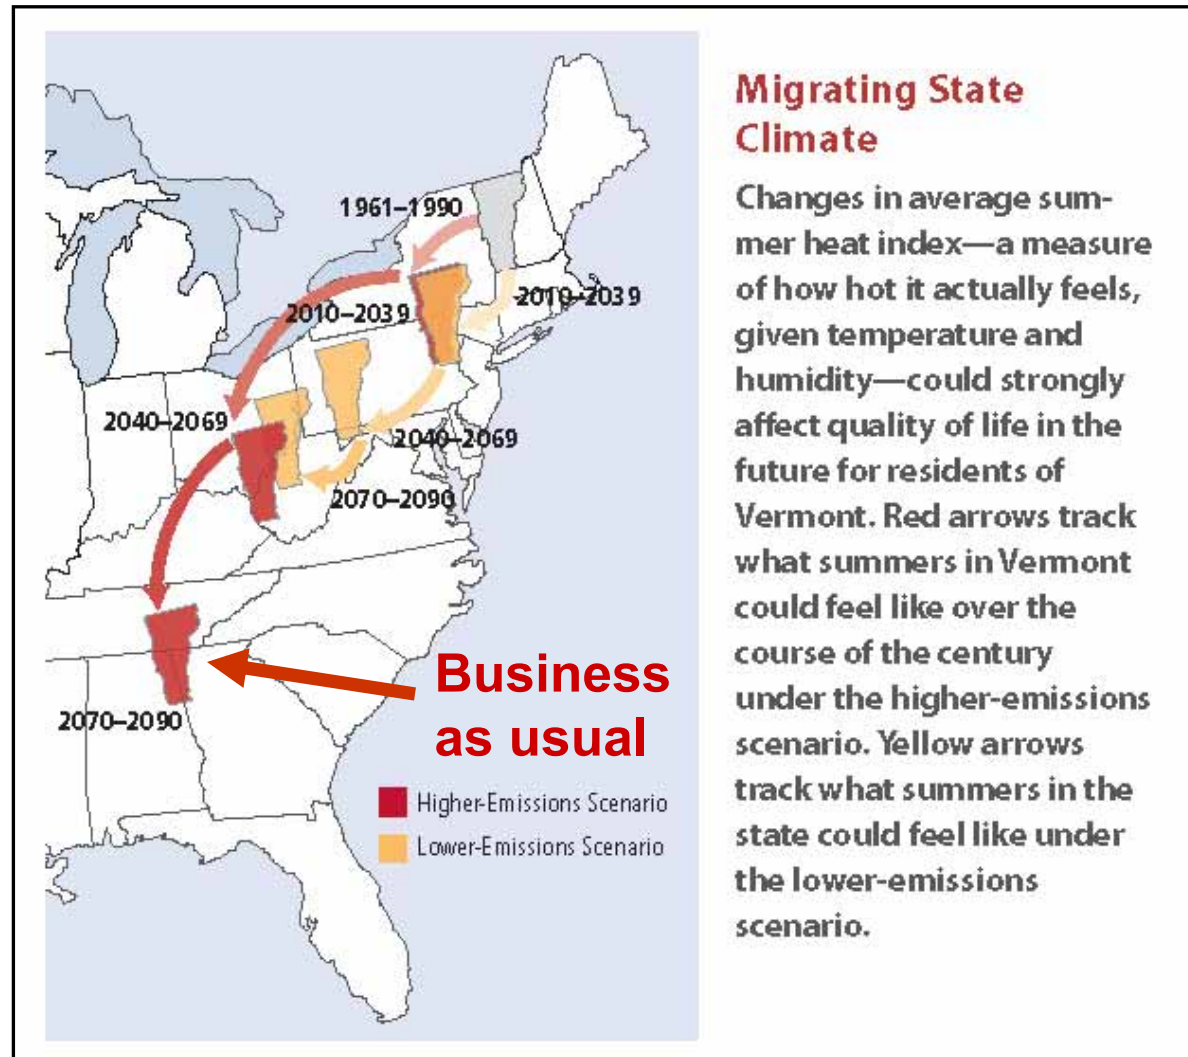 1961–1990
2010–2039
2010–2039
2040–2069
2040–2069
2070–2090
2070–2090
Business
as usual
Higher-Emissions Scenario
Lower-Emissions Scenario
Migrating State
Climate
Changes in average sum-
mer heat index—a measure
of how hot it actually feels,
given temperature and
humidity—could strongly
affect quality of life in the
future for residents of
Vermont. Red arrows track
what summers in Vermont
could feel like over the
course of the century
under the higher-emissions
scenario. Yellow arrows
track what summers in the
state could feel like under
the lower-emissions
scenario.